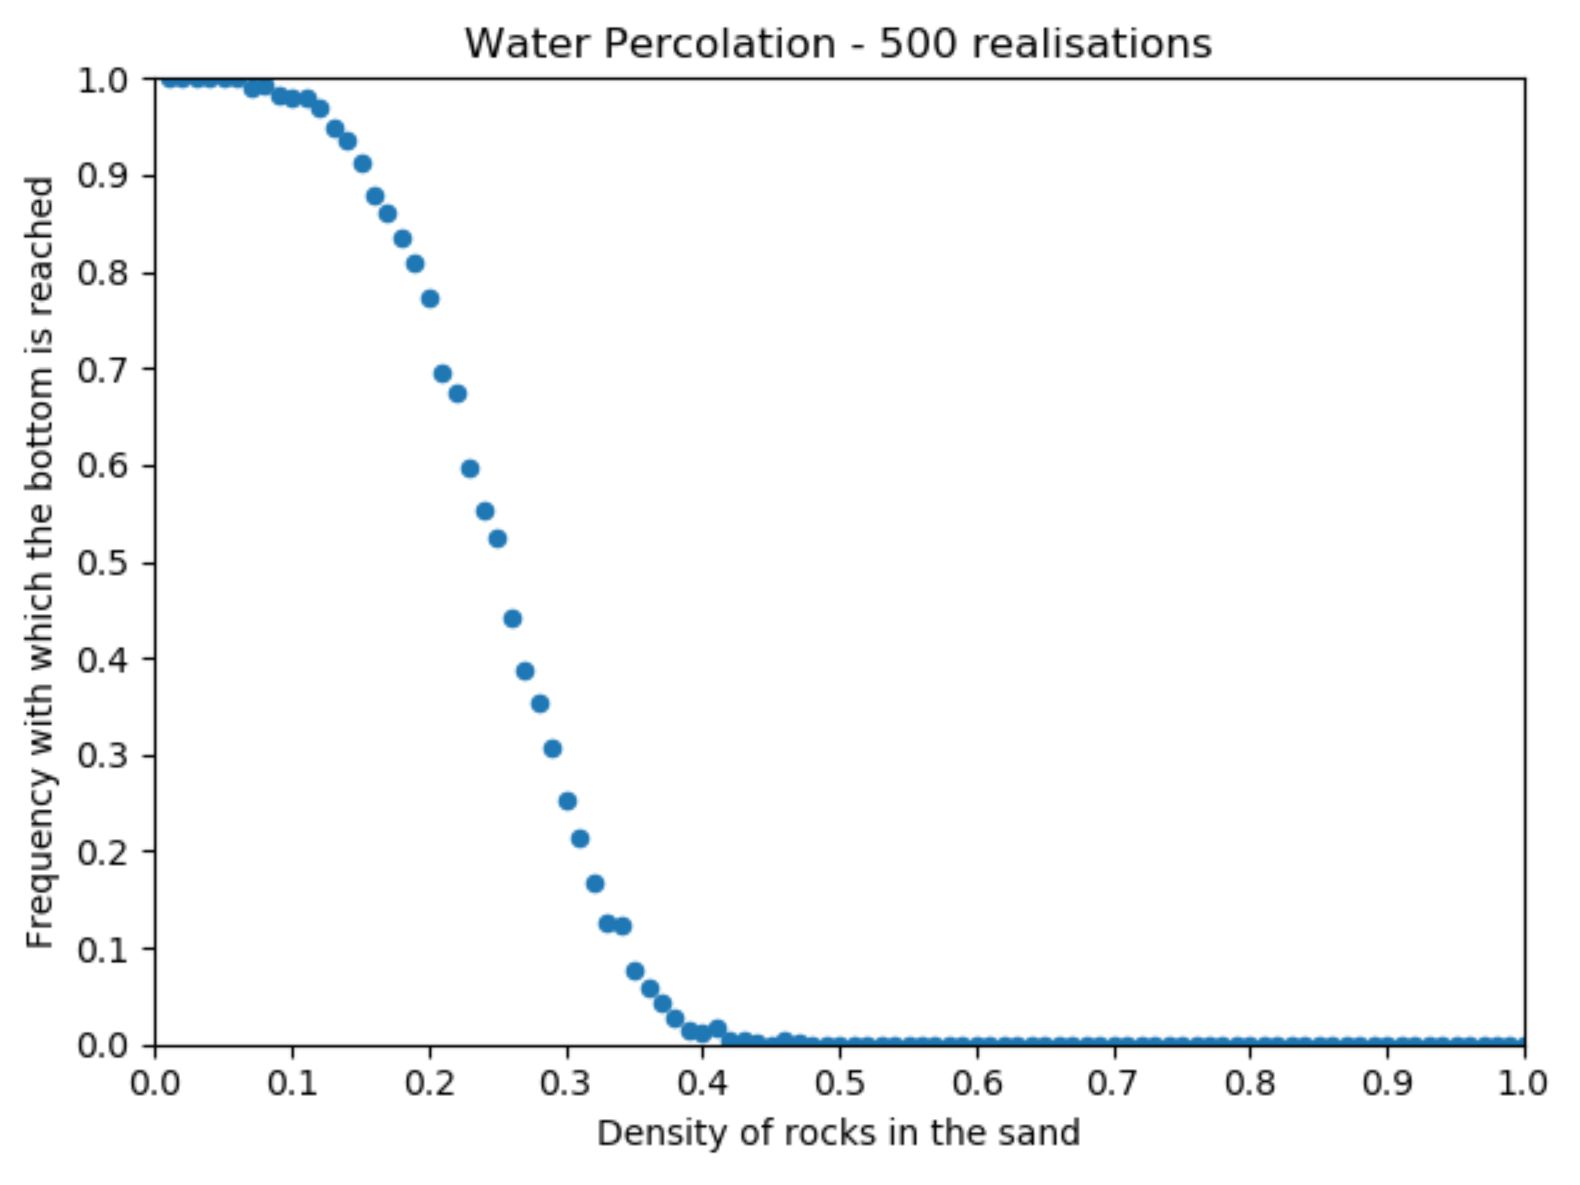 Water Percolation - 500 realisations
Frequency with which the bottom is reached
1.0
0.9
0.8
0.7
0.6
0.5
0.4
0.3
0.2
0.1
0.0
0.0 0.1 0.2 0.3 0.4 0.5 0.6 0.7 0.8 0.9 1.0
Density of rocks in the sand